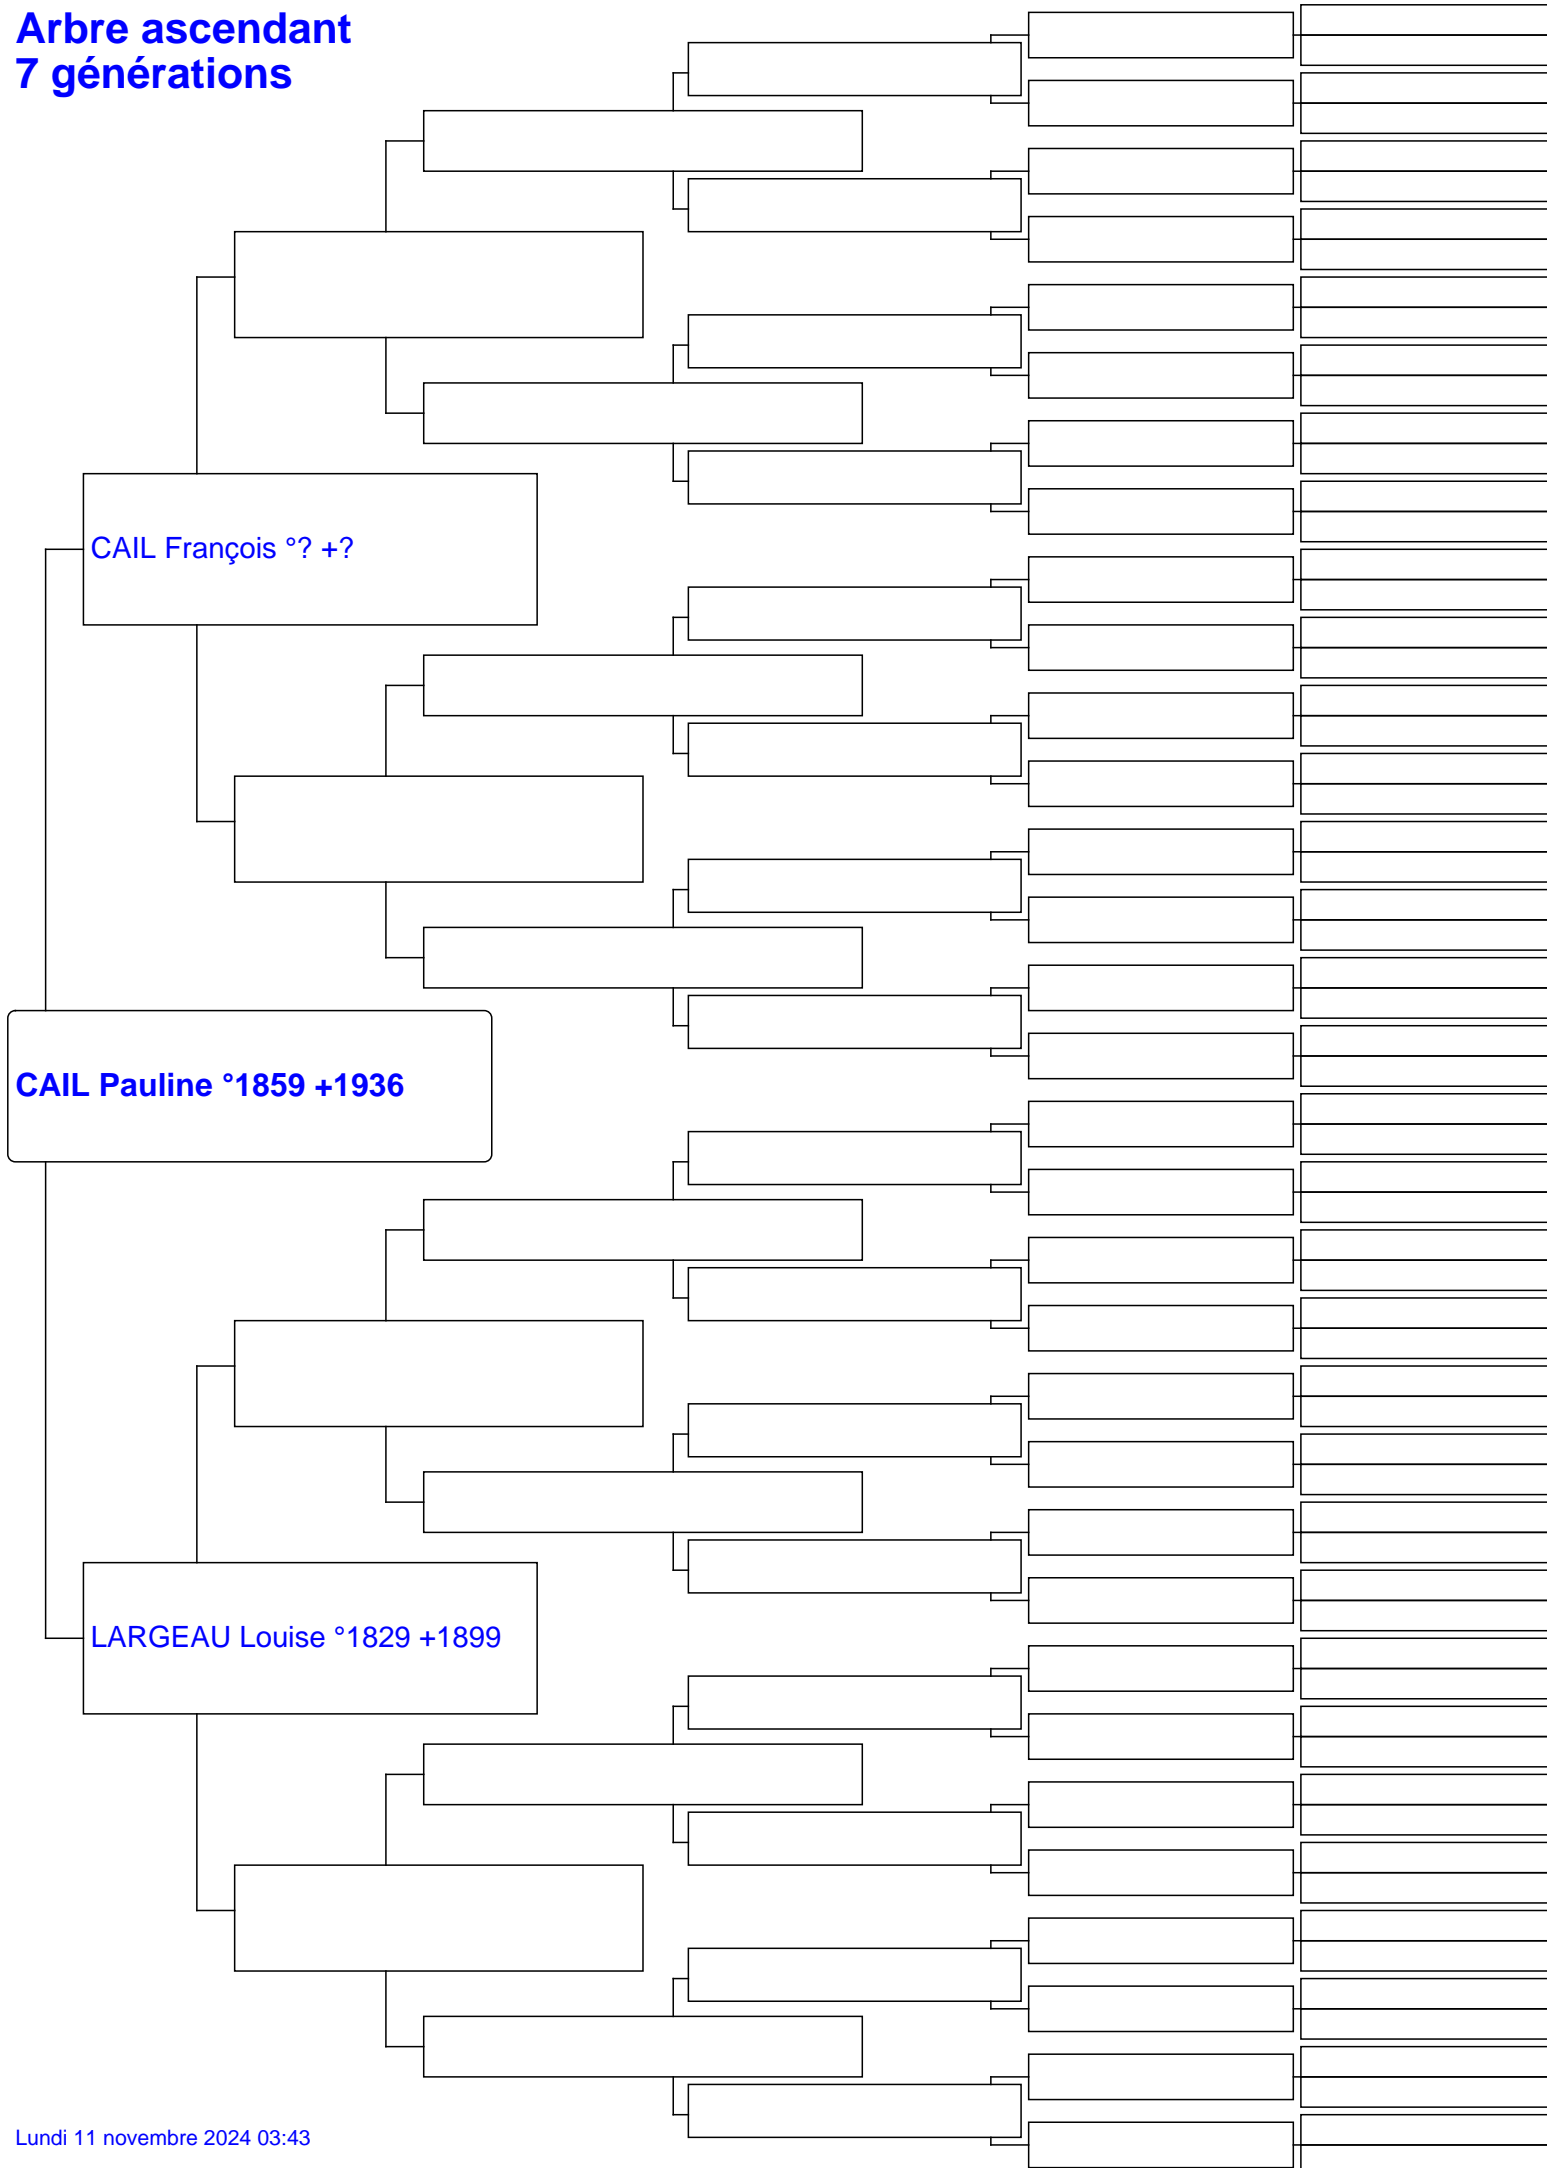 Arbre ascendant
7 générations
CAIL François °? +?
CAIL Pauline °1859 +1936
LARGEAU Louise °1829 +1899
Lundi 11 novembre 2024 03:43